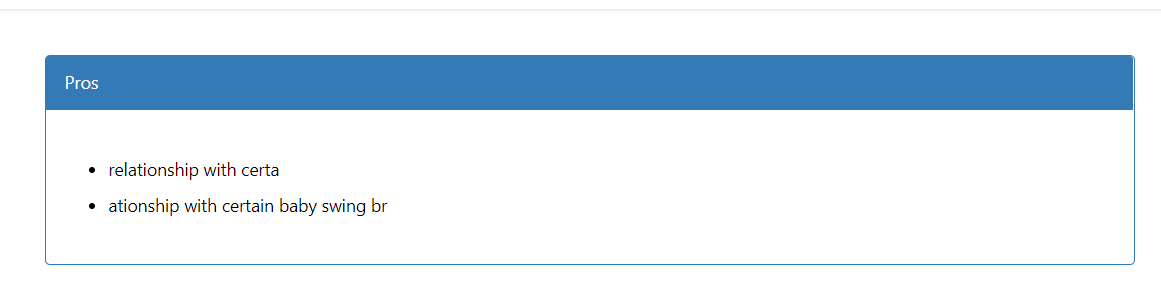 Pros
relationship with certa
ationship with certain baby swing br